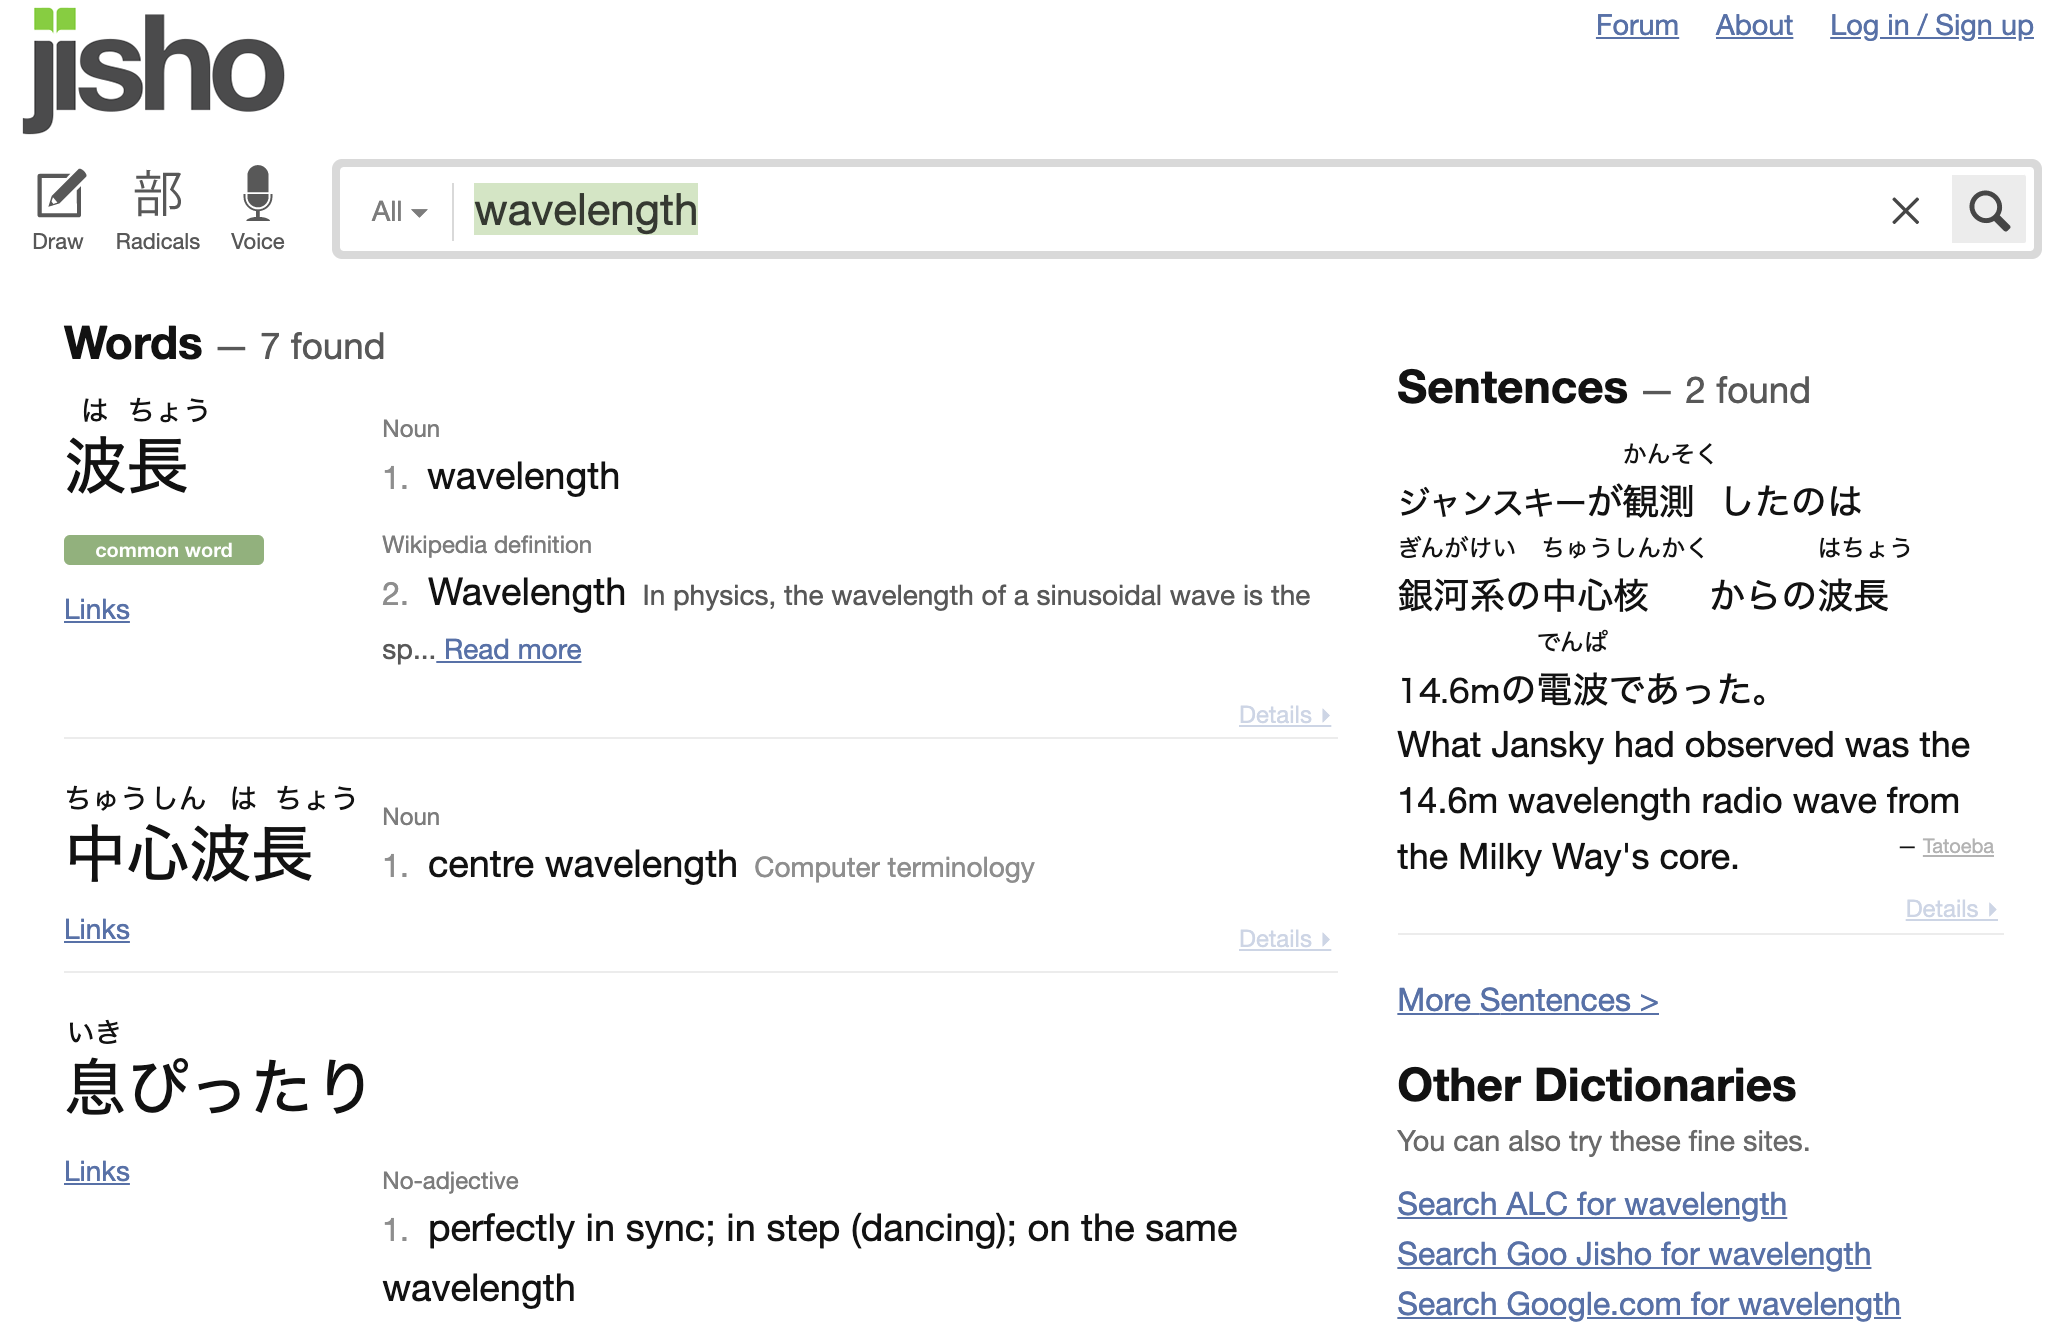 jisho
Forum About Log in / Sign up
Draw
部
Radicals
Voice
All wavelength
Words — 7 found
は ちょう
波長
common word
Links
Noun
1. wavelength
Wikipedia definition
2. Wavelength In physics, the wavelength of a sinusoidal wave is the
sp... Read more
Details
ちゅうしん は ちょう
中心波長
Links
Noun
1. centre wavelength Computer terminology
Details
いき
息ぴったり
Links
No-adjective
1. perfectly in sync; in step (dancing); on the same
wavelength
Sentences — 2 found
かんそく
ジャンスキーが観測 したのは
ぎんがけい ちゅうしんかく はちょう
銀河系の中心核 からの波長
でんぱ
14.6mの電波であった。
What Jansky had observed was the
14.6m wavelength radio wave from
the Milky Way's core.
— Tatoeba
Details
More Sentences >
Other Dictionaries
You can also try these fine sites.
Search ALC for wavelength
Search Goo Jisho for wavelength
Search Google.com for wavelength